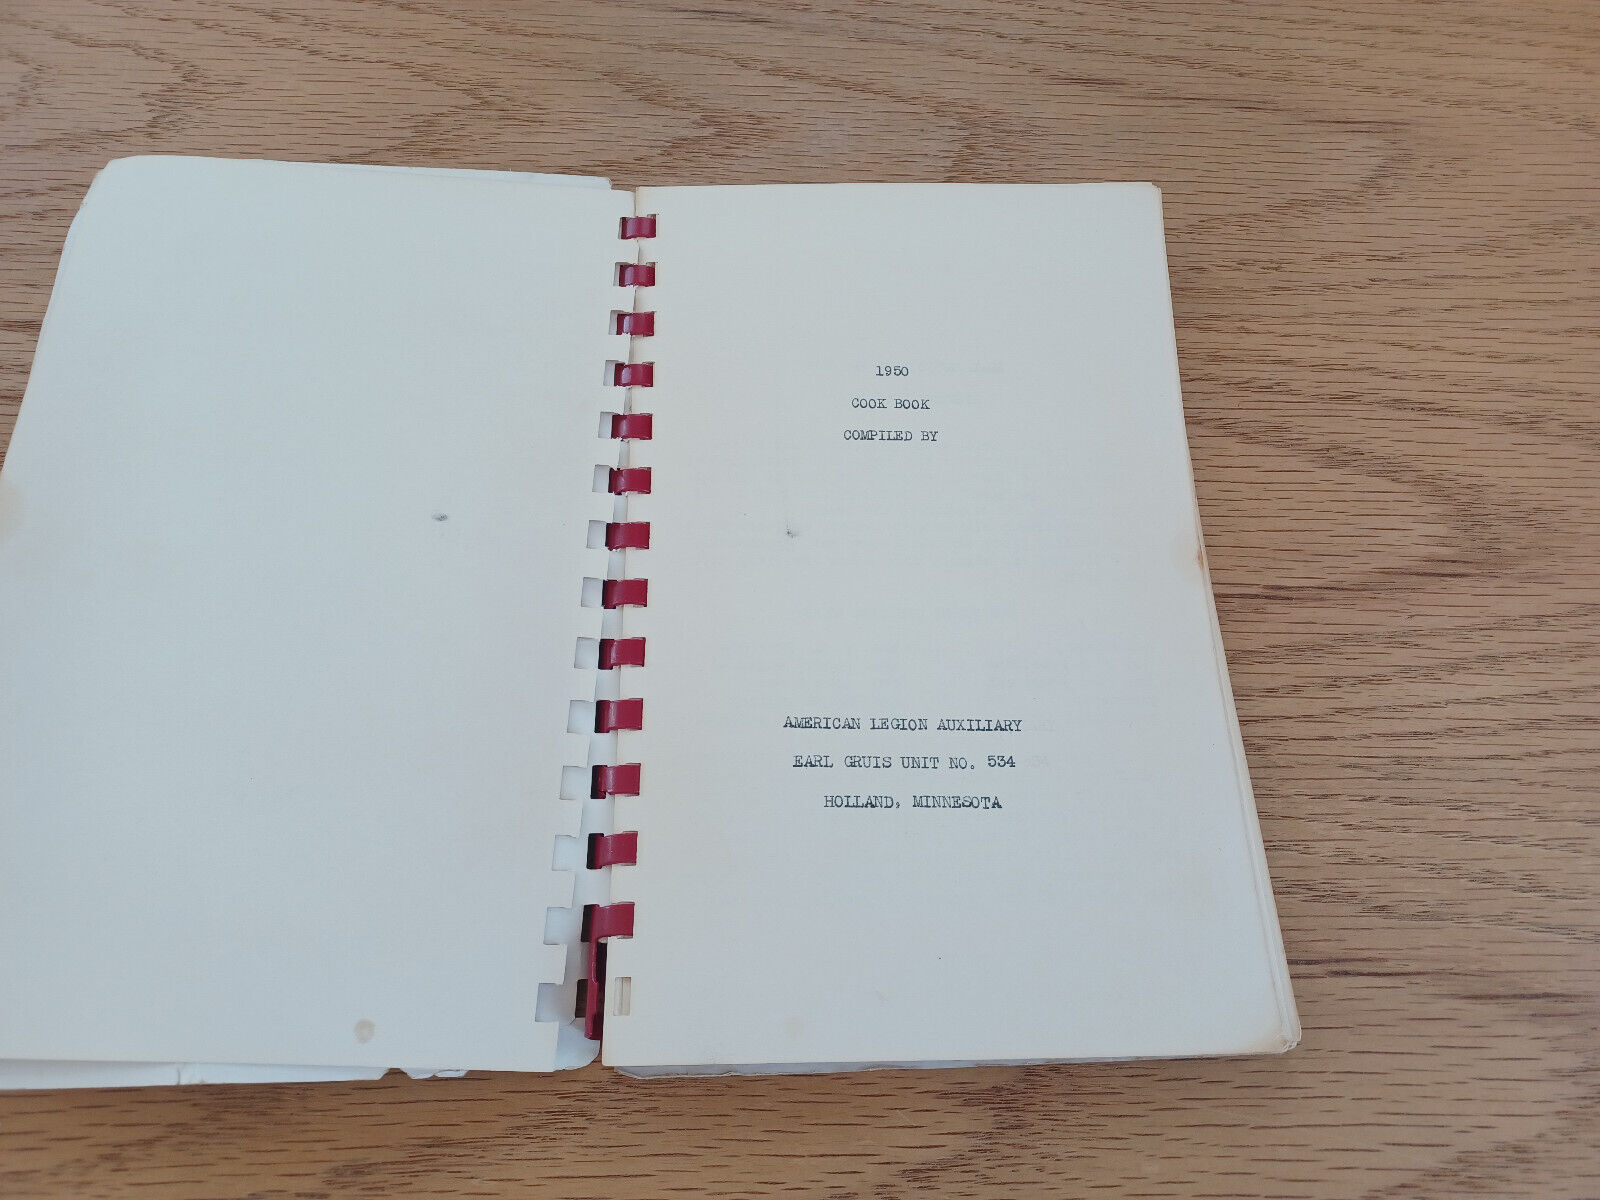 1950
COOK BOOK
COMPILED BY
AMERICAN LEGION AUXILIARY
EARL GRUIS UNIT NO. 534
HOLLAND, MINNESOTA